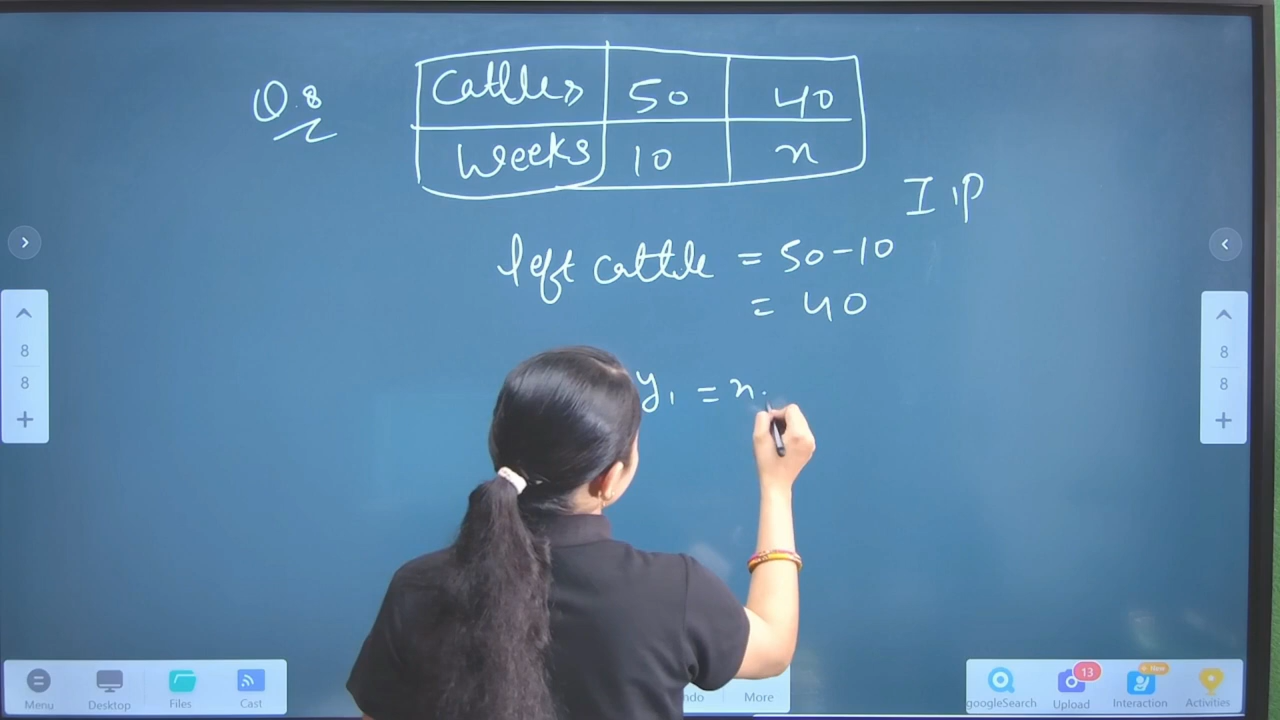 Q.8
Cattles 50 40
Weeks 10 x
I.P
left cattle = 50-10
= 40
y1 = x
8
8
8
8
Menu
Desktop
Files
Cast
More
googleSearch
13
Upload
New
Interaction
Activities